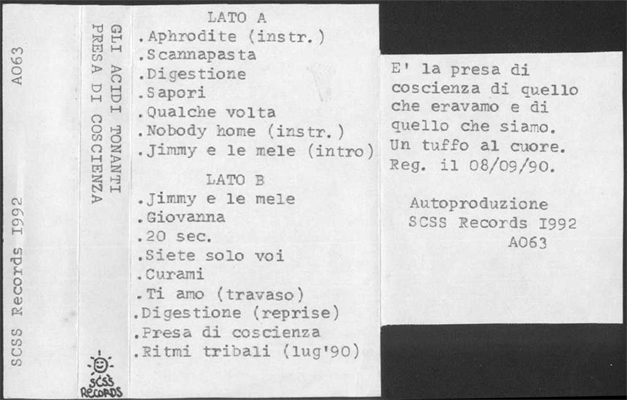 A063
SCSS Records I992
GLI ACIDI TONANTI
PRESA DI COSCIENZA
SCSS
RECORDS
LATO A
.Aphrodite (instr.)
.Scannapasta
.Digestione
.Sapori
.Qualche volta
.Nobody home (instr.)
.Jimmy e le mele (intro)
LATO B
.Jimmy e le mele
.Giovanna
.20 sec.
.Siete solo voi
.Curami
.Ti amo (travaso)
.Digestione (reprise)
.Presa di coscienza
.Ritmi tribali (lug'90)
E' la presa di
coscienza di quello
che eravamo e di
quello che siamo.
Un tuffo al cuore.
Reg. il 08/09/90.
Autoproduzione
SCSS Records I992
A063